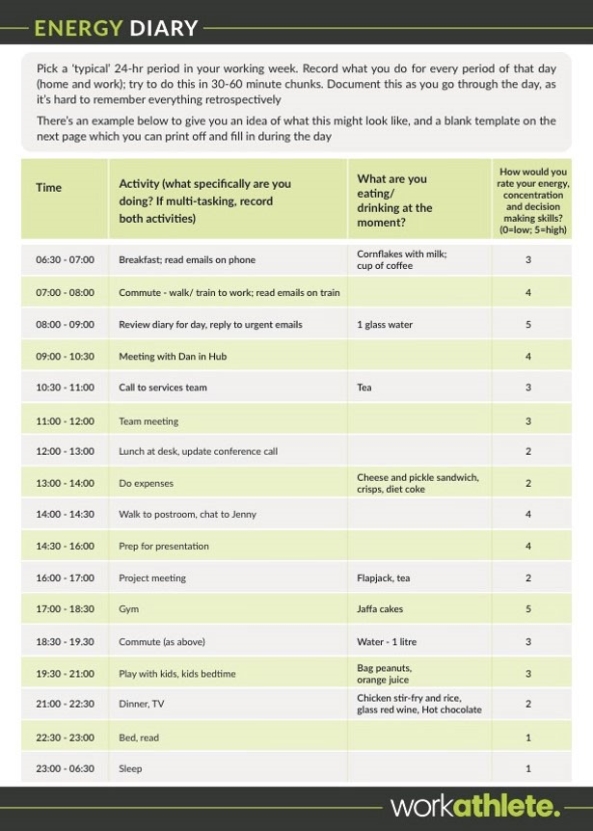 ENERGY DIARY
Pick a ‘typical’ 24-hr period in your working week. Record what you do for every period of that day
(home and work); try to do this in 30-60 minute chunks. Document this as you go through the day, as
it’s hard to remember everything retrospectively
There’s an example below to give you an idea of what this might look like, and a blank template on the
next page which you can print off and fill in during the day
Time
Activity (what specifically are you
doing? If multi-tasking, record
both activities)
What are you
eating/
drinking at the
moment?
How would you
rate your energy,
concentration
and decision
making skills?
(0=low; 5=high)
06:30 - 07:00 Breakfast; read emails on phone Cornflakes with milk;
cup of coffee 3
07:00 - 08:00 Commute - walk/ train to work; read emails on train 4
08:00 - 09:00 Review diary for day, reply to urgent emails 1 glass water 5
09:00 - 10:30 Meeting with Dan in Hub 4
10:30 - 11:00 Call to services team Tea 3
11:00 - 12:00 Team meeting 3
12:00 - 13:00 Lunch at desk, update conference call 2
13:00 - 14:00 Do expenses Cheese and pickle sandwich,
crisps, diet coke 2
14:00 - 14:30 Walk to postroom, chat to Jenny 4
14:30 - 16:00 Prep for presentation 4
16:00 - 17:00 Project meeting Flapjack, tea 2
17:00 - 18:30 Gym Jaffa cakes 5
18:30 - 19.30 Commute (as above) Water - 1 litre 3
19:30 - 21:00 Play with kids, kids bedtime Bag peanuts,
orange juice 3
21:00 - 22:30 Dinner, TV Chicken stir-fry and rice,
glass red wine, Hot chocolate 2
22:30 - 23:00 Bed, read 1
23:00 - 06:30 Sleep 1
workathlete.